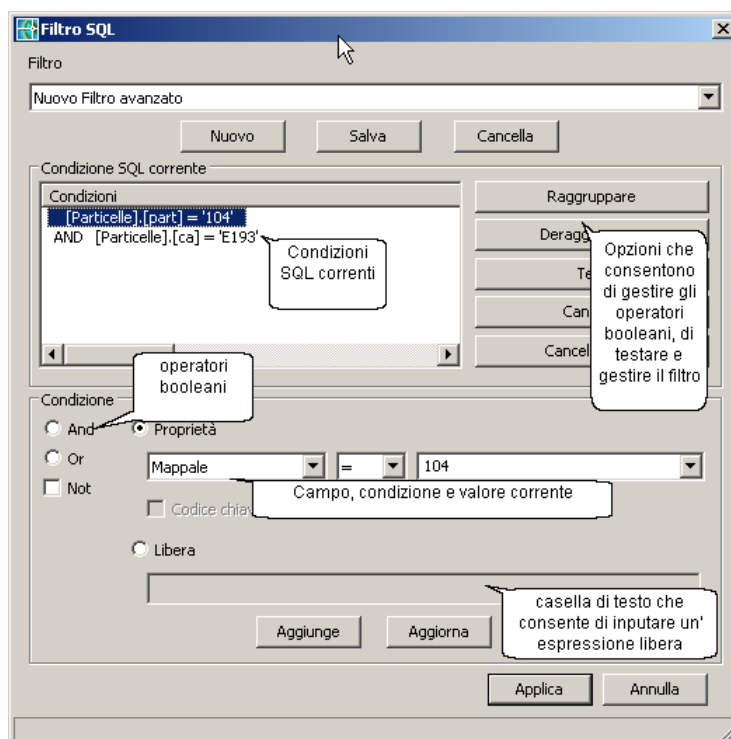 Filtro SQL
Filtro
Nuovo Filtro avanzato
Nuovo
Salva
Cancella
Condizione SQL corrente
Condizioni
[Particelle].[part] = '104'
AND [Particelle].[ca] = 'E193'
Condizioni
SQL correnti
Raggruppare
Opzioni che
consentono
di gestire gli
operatori
booleani, di
testare e
gestire il filtro
operatori
booleani
Condizione
And
Or
Not
Proprietà
Mappale
=
104
Campo, condizione e valore corrente
Codice
Libera
casella di testo che
consente di inputare un'
espressione libera
Aggiunge
Aggiorna
Applica
Annulla